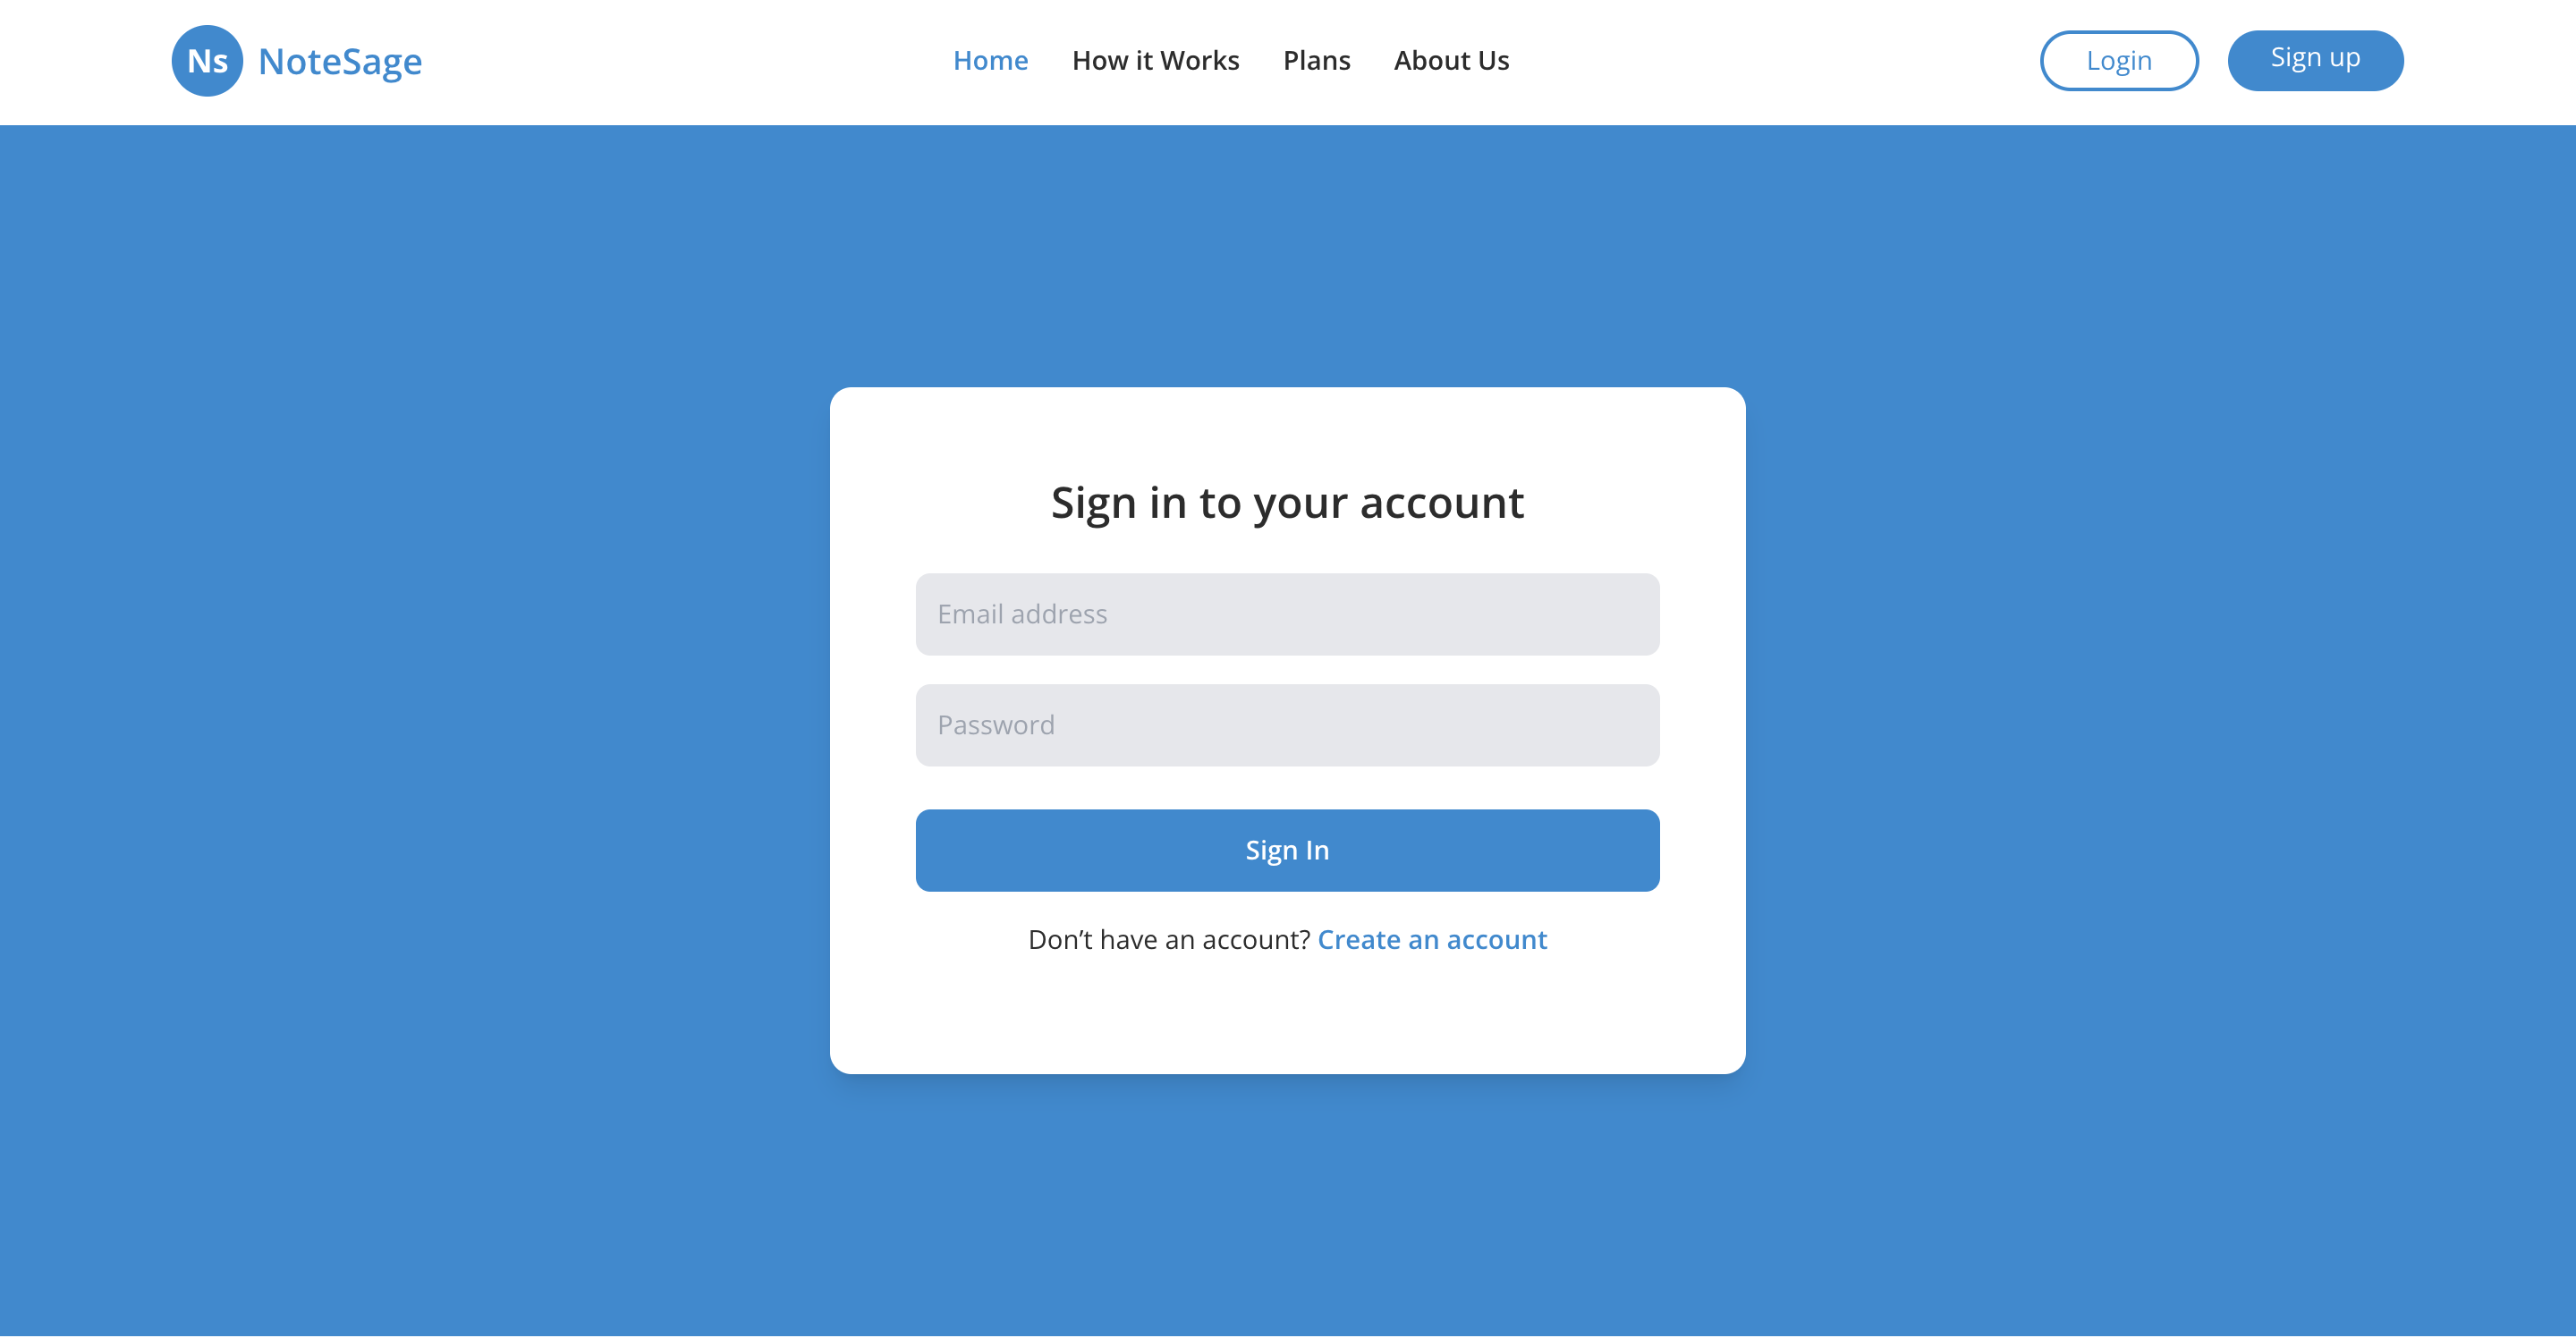 Ns NoteSage Home How it Works Plans About Us Login Sign up
Sign in to your account
Email address
Password
Sign In
Don’t have an account? Create an account